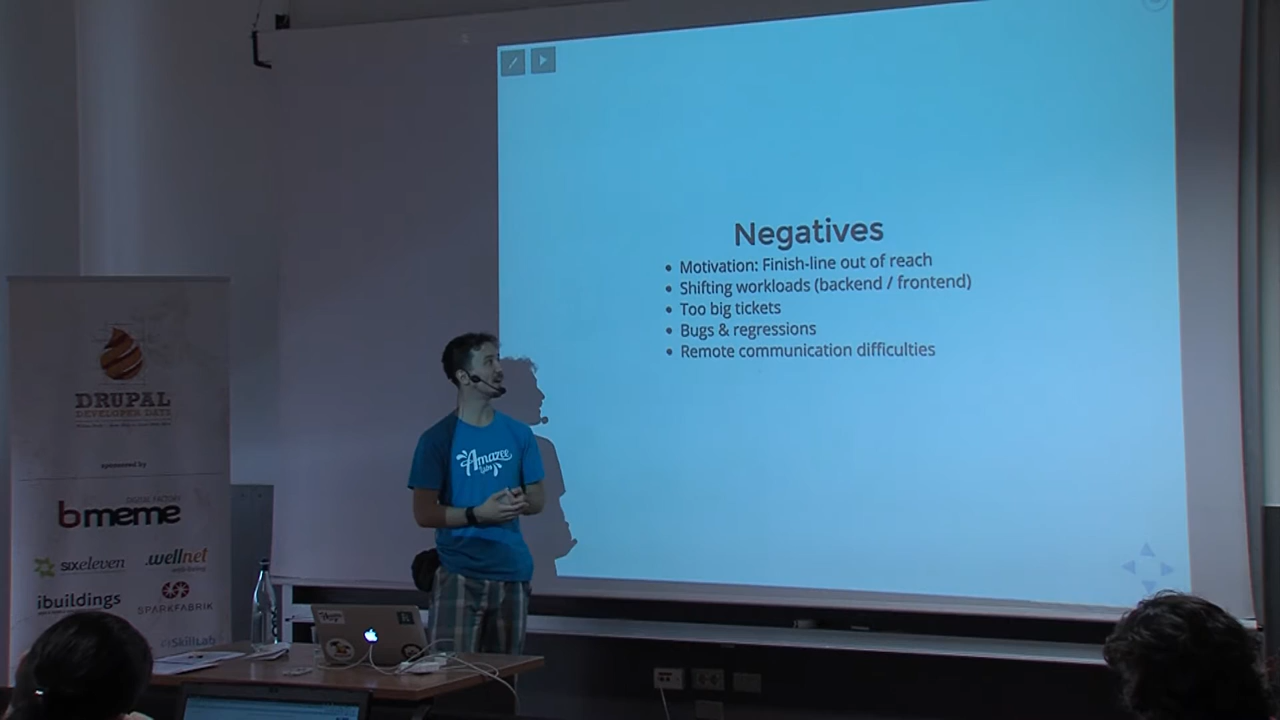 Negatives
Motivation: Finish-line out of reach
Shifting workloads (backend / frontend)
Too big tickets
Bugs & regressions
Remote communication difficulties
Amazee
Labs
DRUPAL
DEVELOPER DAYS
sponsored by
DIGITAL FACTORY
bmeme
sixeleven
.wellnet
ibuildings
SPARKFABRIK
SkillLab